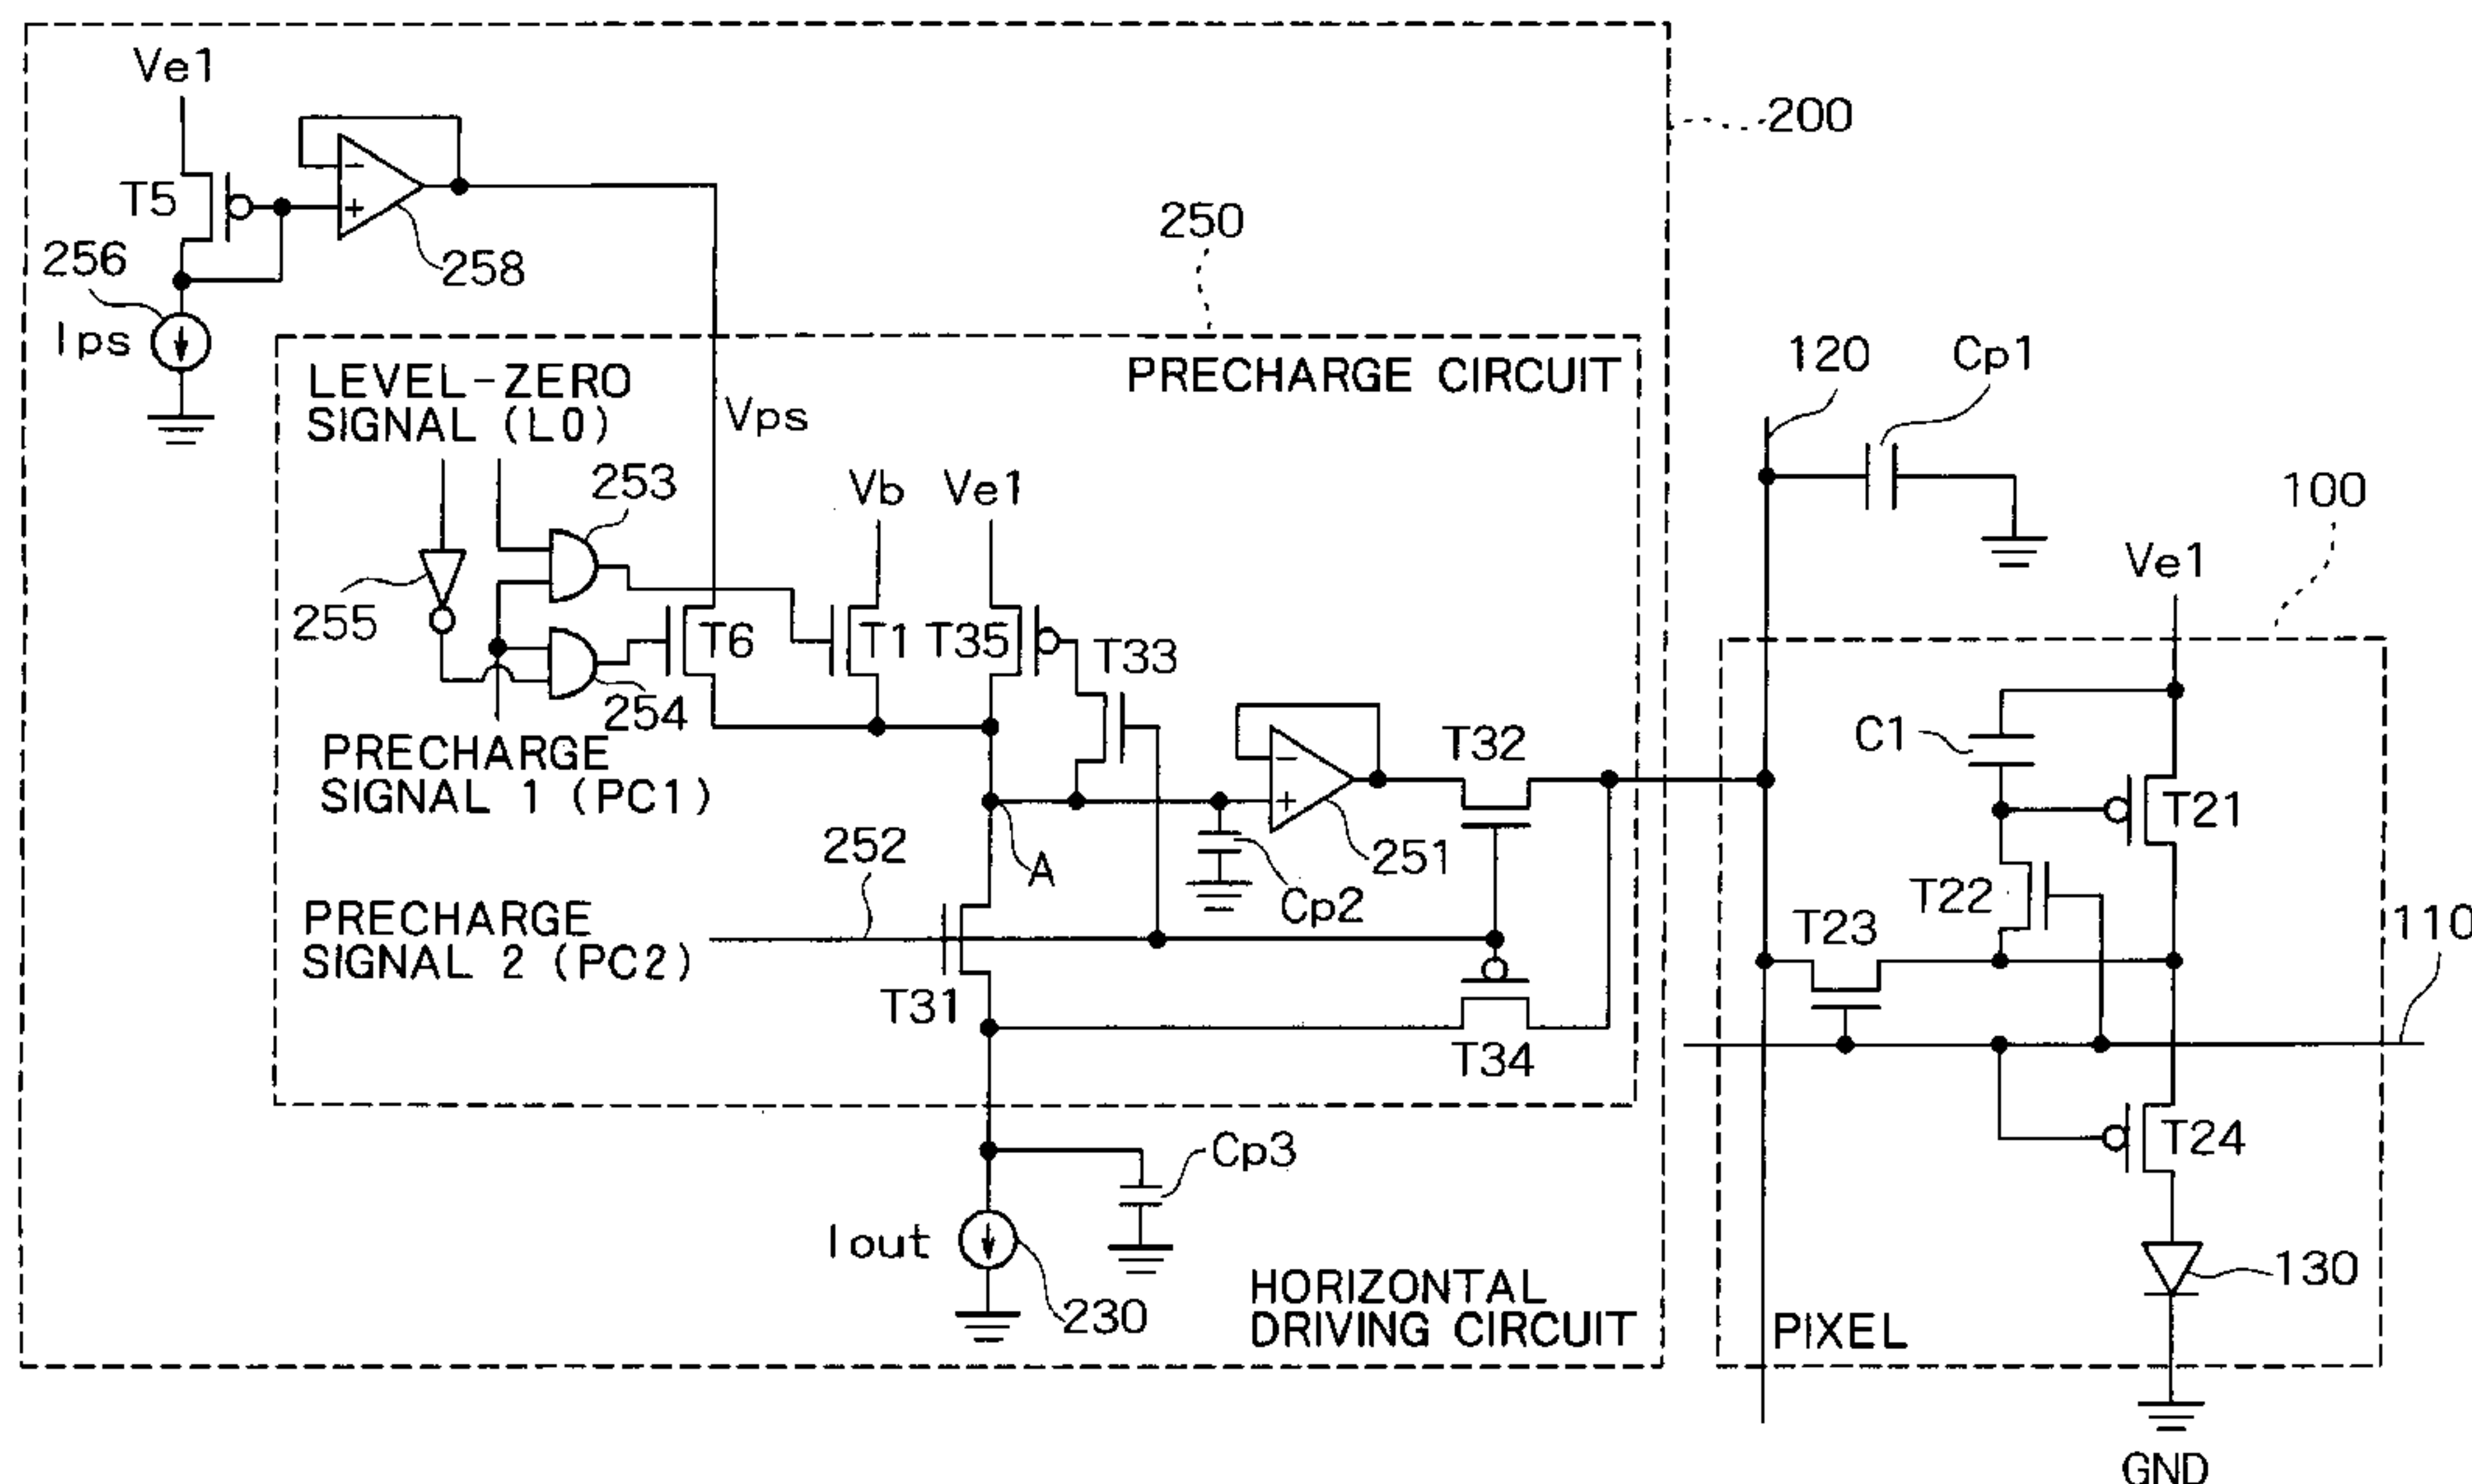 Ve1
200
T5
250
256
258
Ips
LEVEL-ZERO
SIGNAL (L0)
PRECHARGE CIRCUIT
120
Cp1
Vps
253
Vb
Ve1
100
Ve1
255
T6
T1
T35
T33
254
C1
T32
T21
PRECHARGE
SIGNAL 1 (PC1)
252
A
251
Cp2
T22
110
PRECHARGE
SIGNAL 2 (PC2)
T23
T31
T34
Cp3
T24
Iout
230
HORIZONTAL
DRIVING CIRCUIT
130
PIXEL
GND